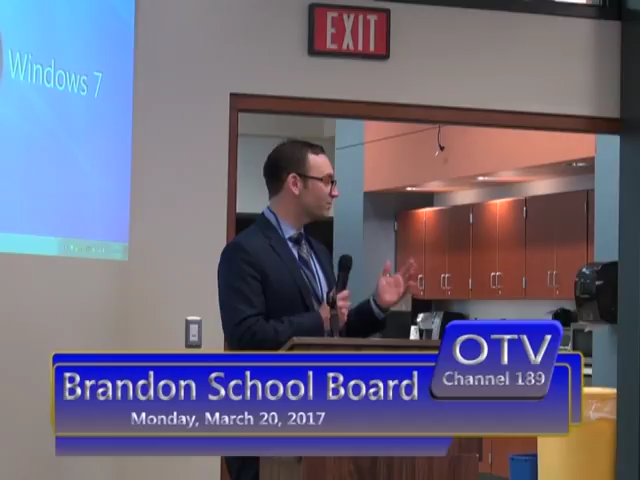 EXIT
Windows 7
OTV
Channel 189
Brandon School Board
Monday, March 20, 2017